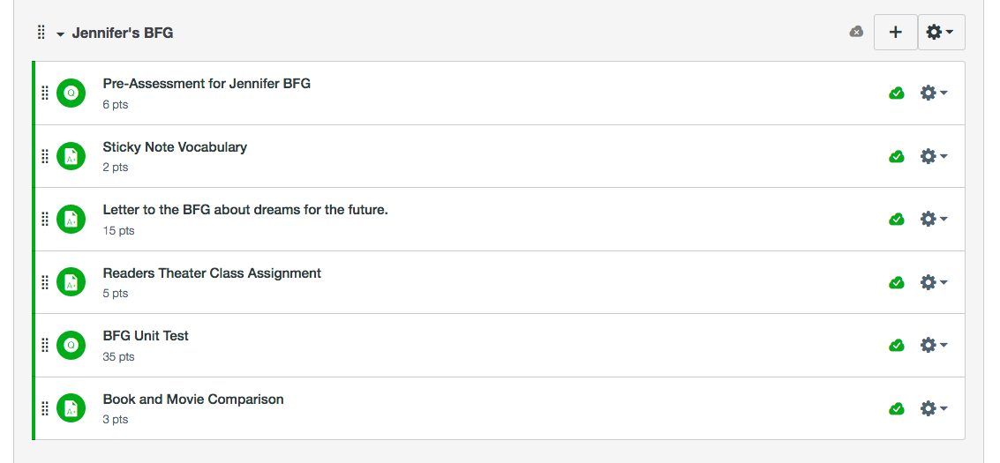 Jennifer's BFG
Pre-Assessment for Jennifer BFG
6 pts
Sticky Note Vocabulary
2 pts
Letter to the BFG about dreams for the future.
15 pts
Readers Theater Class Assignment
5 pts
BFG Unit Test
35 pts
Book and Movie Comparison
3 pts